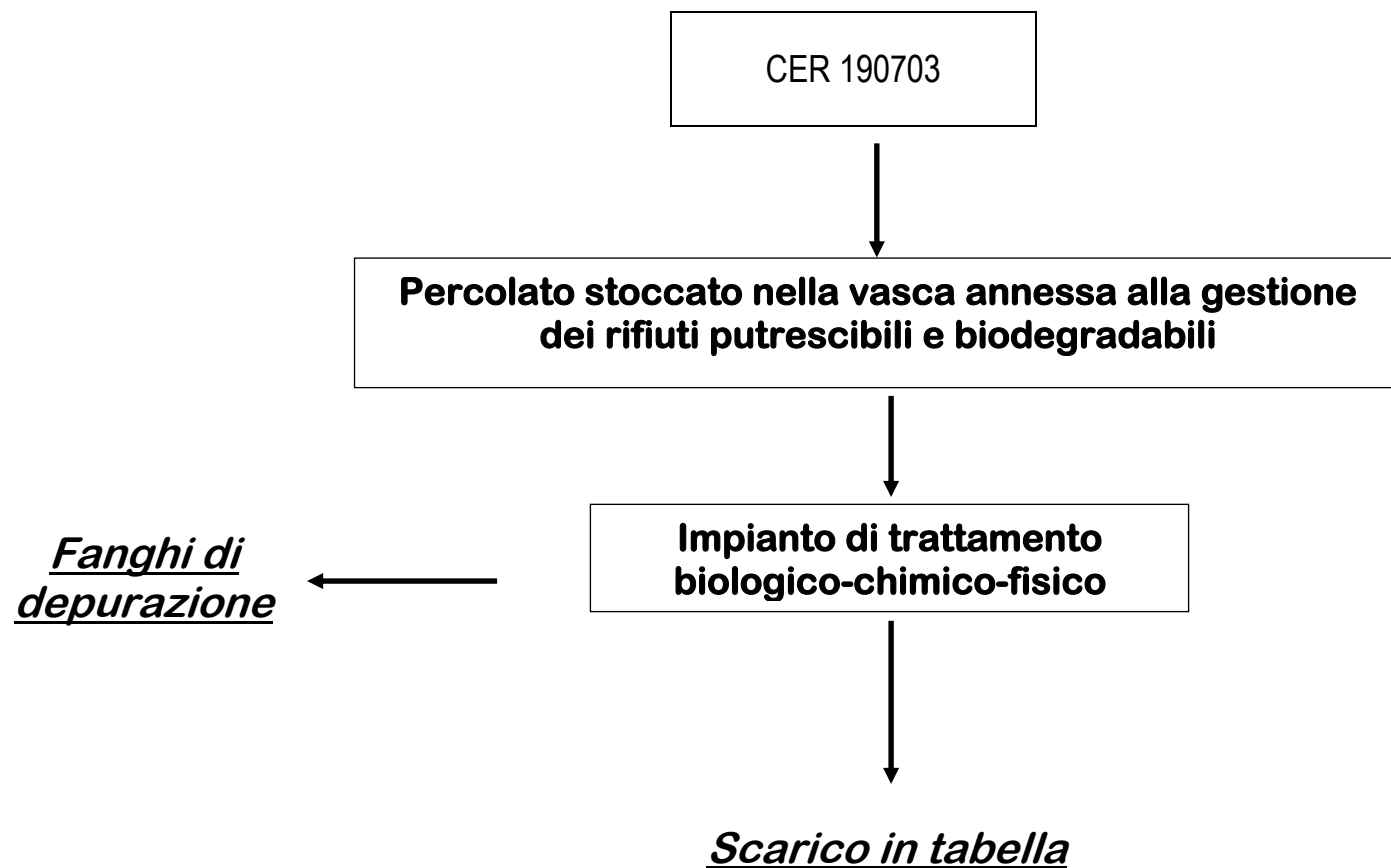 CER 190703
Percolato stoccato nella vasca annessa alla gestione
dei rifiuti putrescibili e biodegradabili
Impianto di trattamento
biologico-chimico-fisico
Fanghi di
depurazione
Scarico in tabella